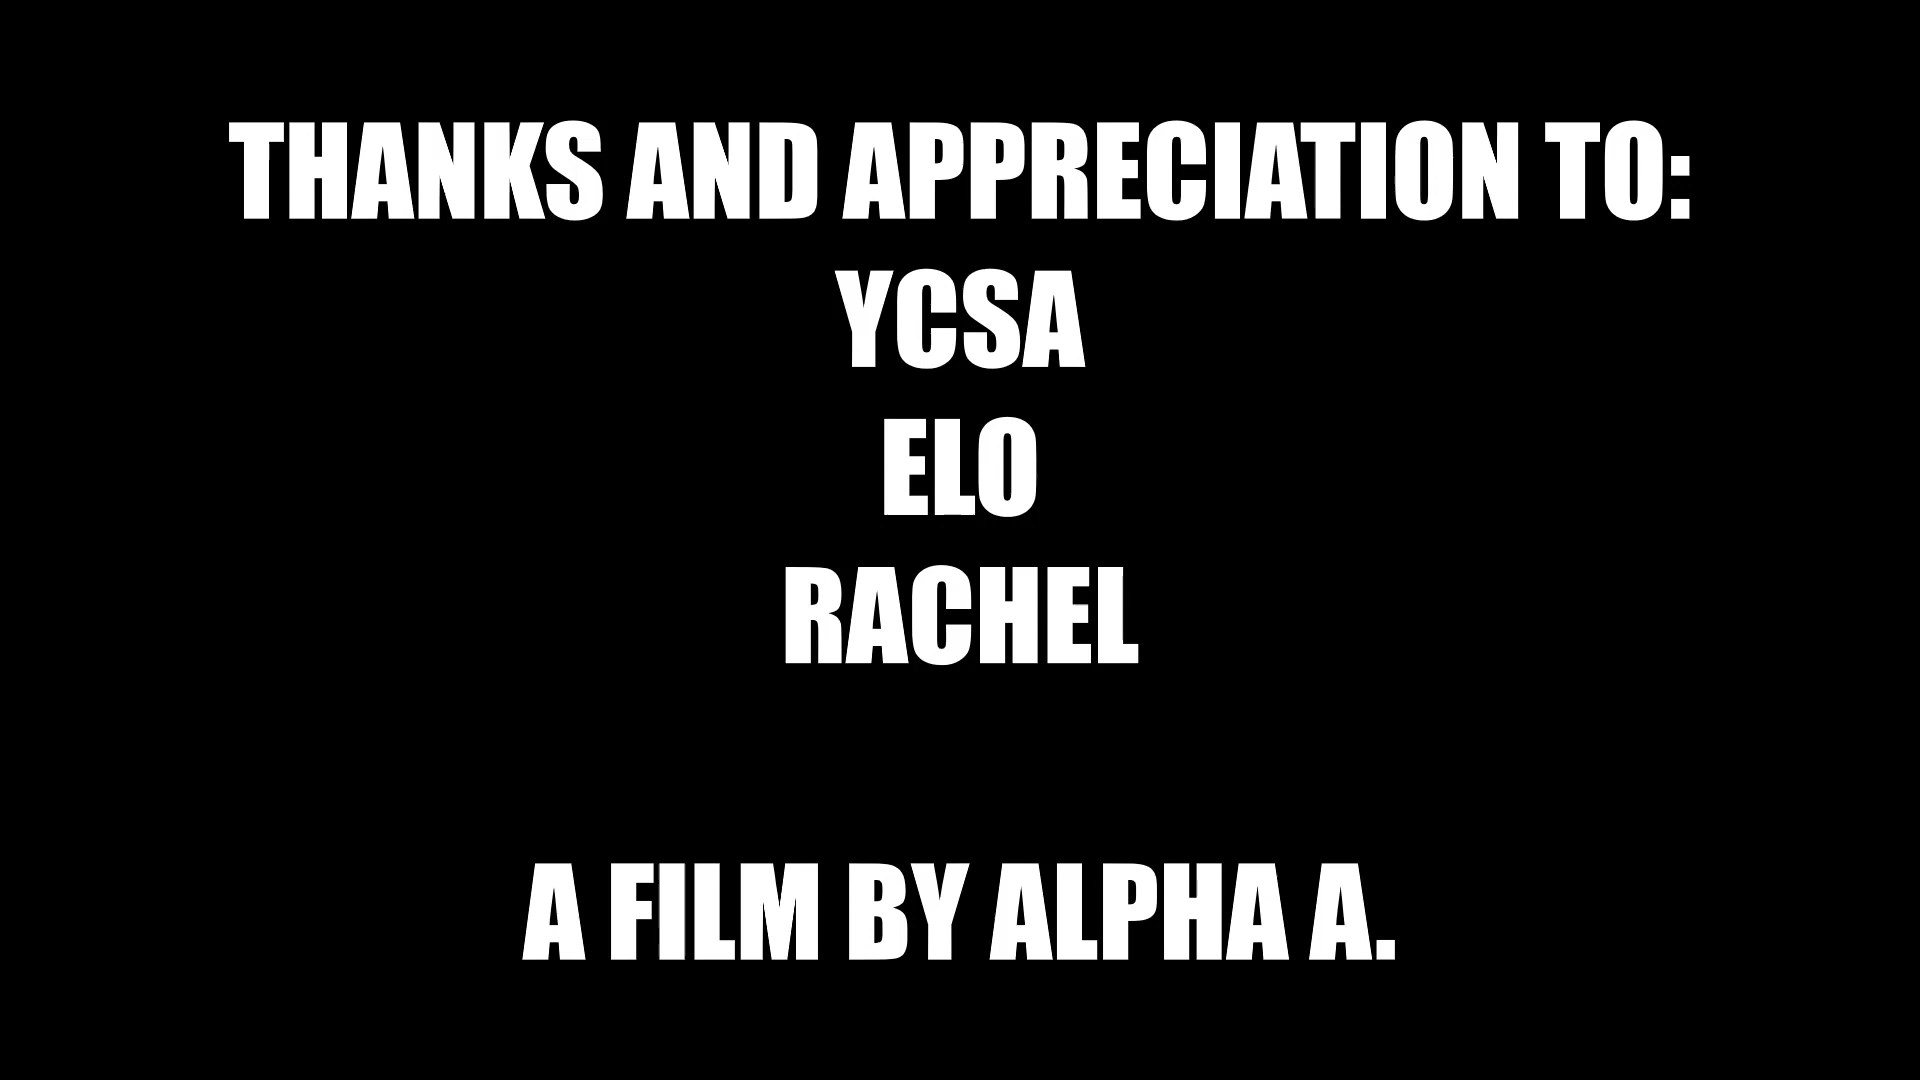 THANKS AND APPRECIATION TO:
YCSA
ELO
RACHEL
A FILM BY ALPHA A.